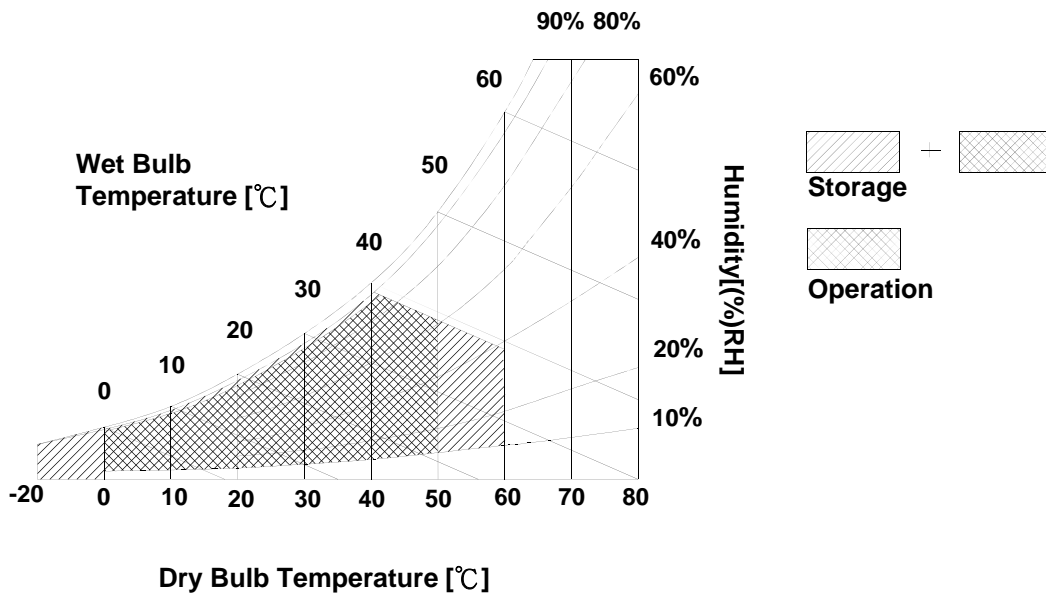 90% 80%
60
60%
50
Wet Bulb
Temperature [℃]
Storage
40
40%
Humidity[(%)RH]
30
Operation
20
20%
10
0
10%
-20 0 10 20 30 40 50 60 70 80
Dry Bulb Temperature [℃]